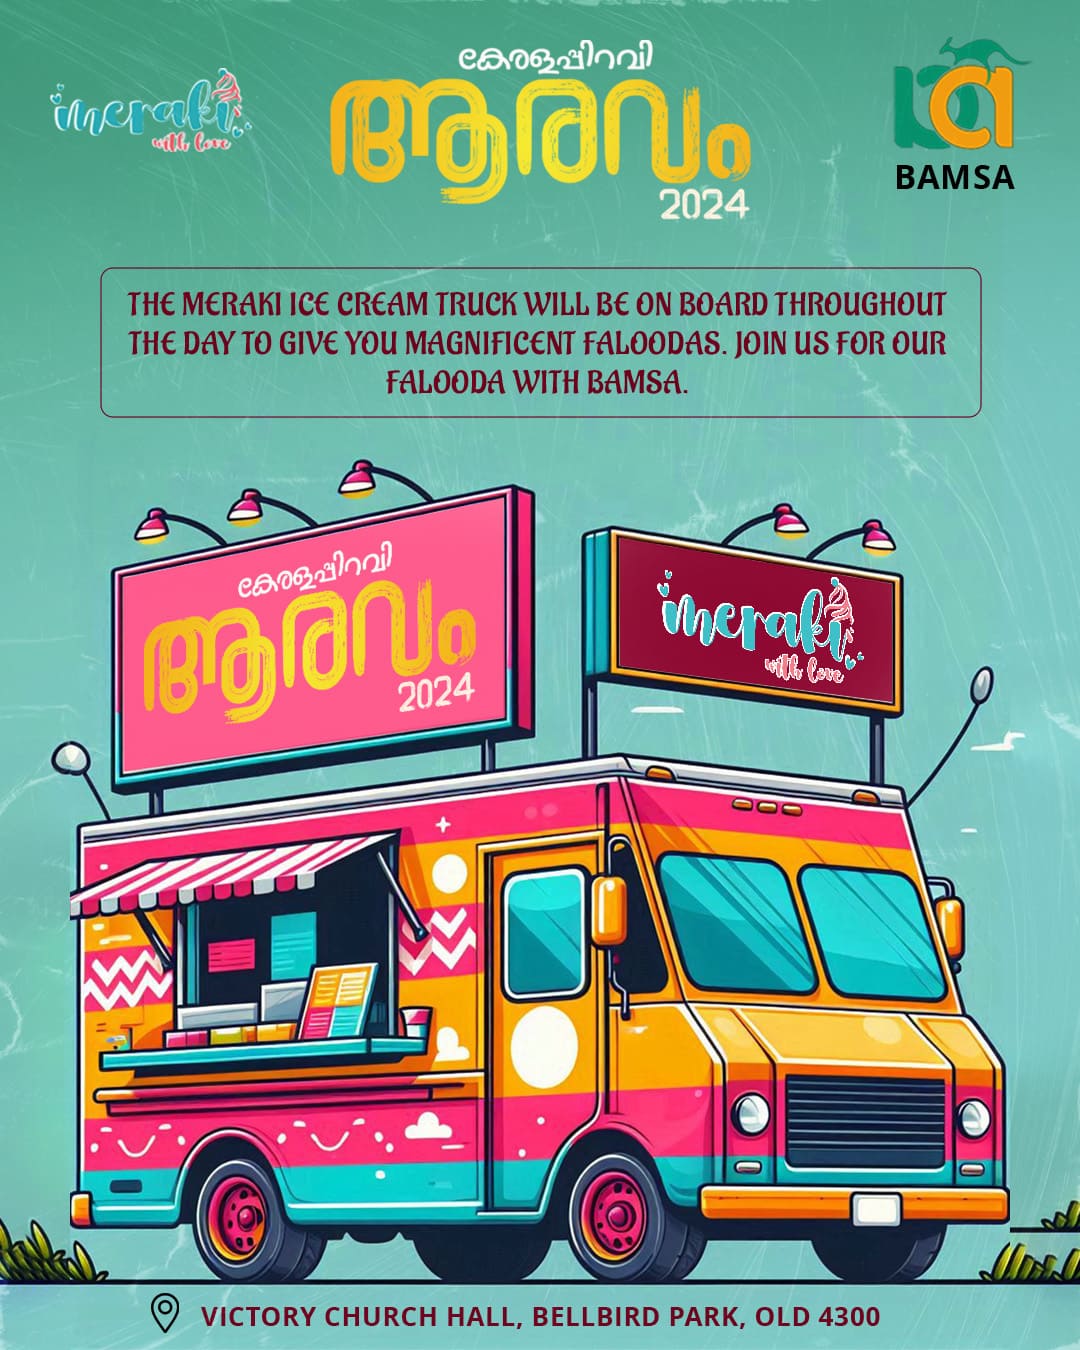 meraki
with love
കേരളപ്പിറവി
ആരവം
2024
BAMSA
THE MERAKI ICE CREAM TRUCK WILL BE ON BOARD THROUGHOUT
THE DAY TO GIVE YOU MAGNIFICENT FALOODAS. JOIN US FOR OUR
FALOODA WITH BAMSA.
കേരളപ്പിറവി
ആരവം
2024
meraki
with love
VICTORY CHURCH HALL, BELLBIRD PARK, OLD 4300